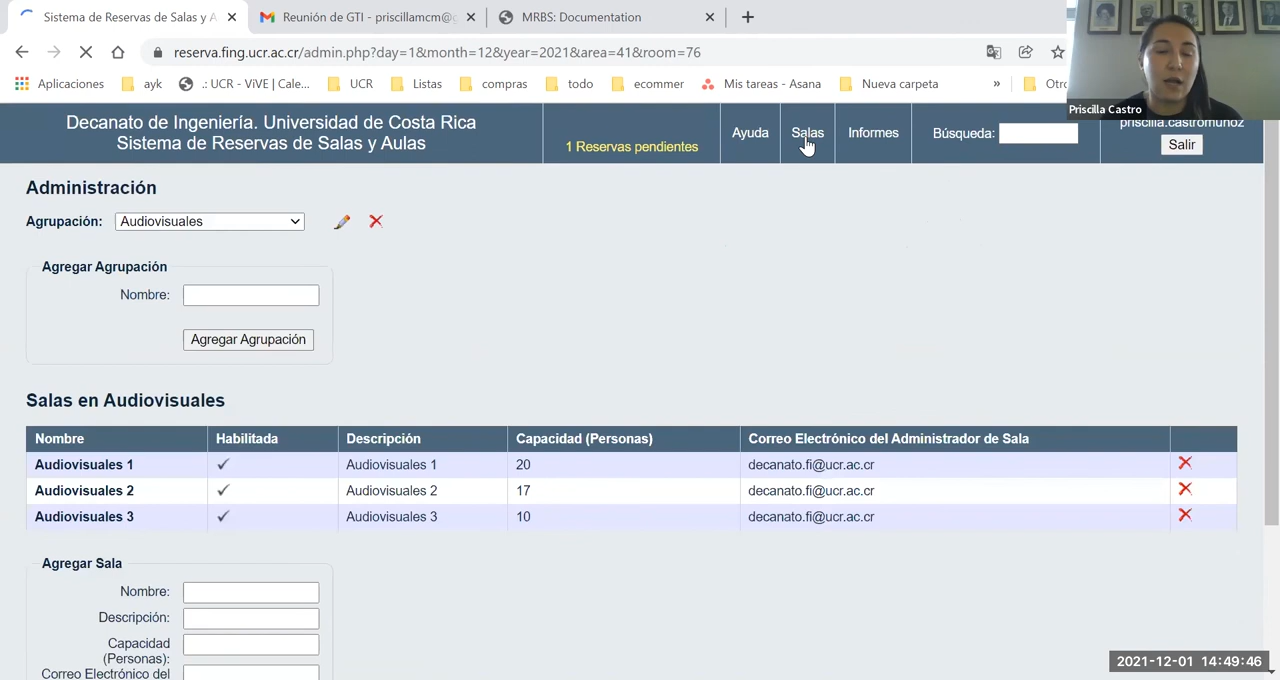 Sistema de Reservas de Salas y A
Reunión de GTI - priscillamcm@g
MRBS: Documentation
reserva.fing.ucr.ac.cr/admin.php?day=1&month=12&year=2021&area=41&room=76
Aplicaciones
ayk
.: UCR - ViVE | Cale...
UCR
Listas
compras
todo
ecommer
Mis tareas - Asana
Nueva carpeta
»
Otro
Priscilla Castro
Decanato de Ingeniería. Universidad de Costa Rica
Sistema de Reservas de Salas y Aulas
1 Reservas pendientes
Ayuda
Salas
Informes
Búsqueda:
priscilla.castromunoz
Salir
Administración
Agrupación: Audiovisuales
Agregar Agrupación
Nombre:
Agregar Agrupación
Salas en Audiovisuales
Nombre Habilitada Descripción Capacidad (Personas) Correo Electrónico del Administrador de Sala
Audiovisuales 1 ✓ Audiovisuales 1 20 decanato.fi@ucr.ac.cr
Audiovisuales 2 ✓ Audiovisuales 2 17 decanato.fi@ucr.ac.cr
Audiovisuales 3 ✓ Audiovisuales 3 10 decanato.fi@ucr.ac.cr
Agregar Sala
Nombre:
Descripción:
Capacidad
(Personas):
Correo Electrónico del
2021-12-01 14:49:46